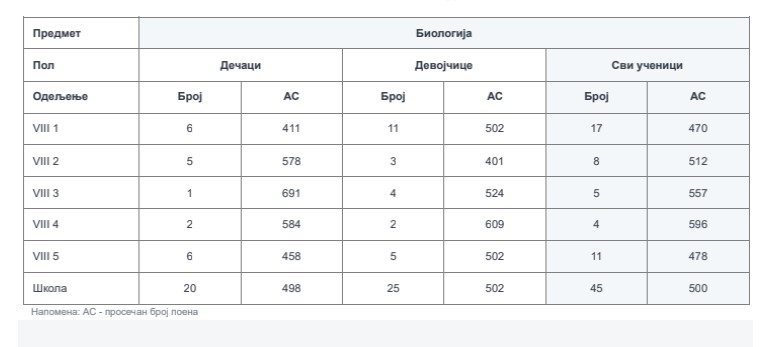 Предмет Биологија
Пол Дечаци Девојчице Сви ученици
Одељење Број АС Број АС Број АС
VIII 1 6 411 11 502 17 470
VIII 2 5 578 3 401 8 512
VIII 3 1 691 4 524 5 557
VIII 4 2 584 2 609 4 596
VIII 5 6 458 5 502 11 478
Школа 20 498 25 502 45 500
Напомена: АС - просечан број поена